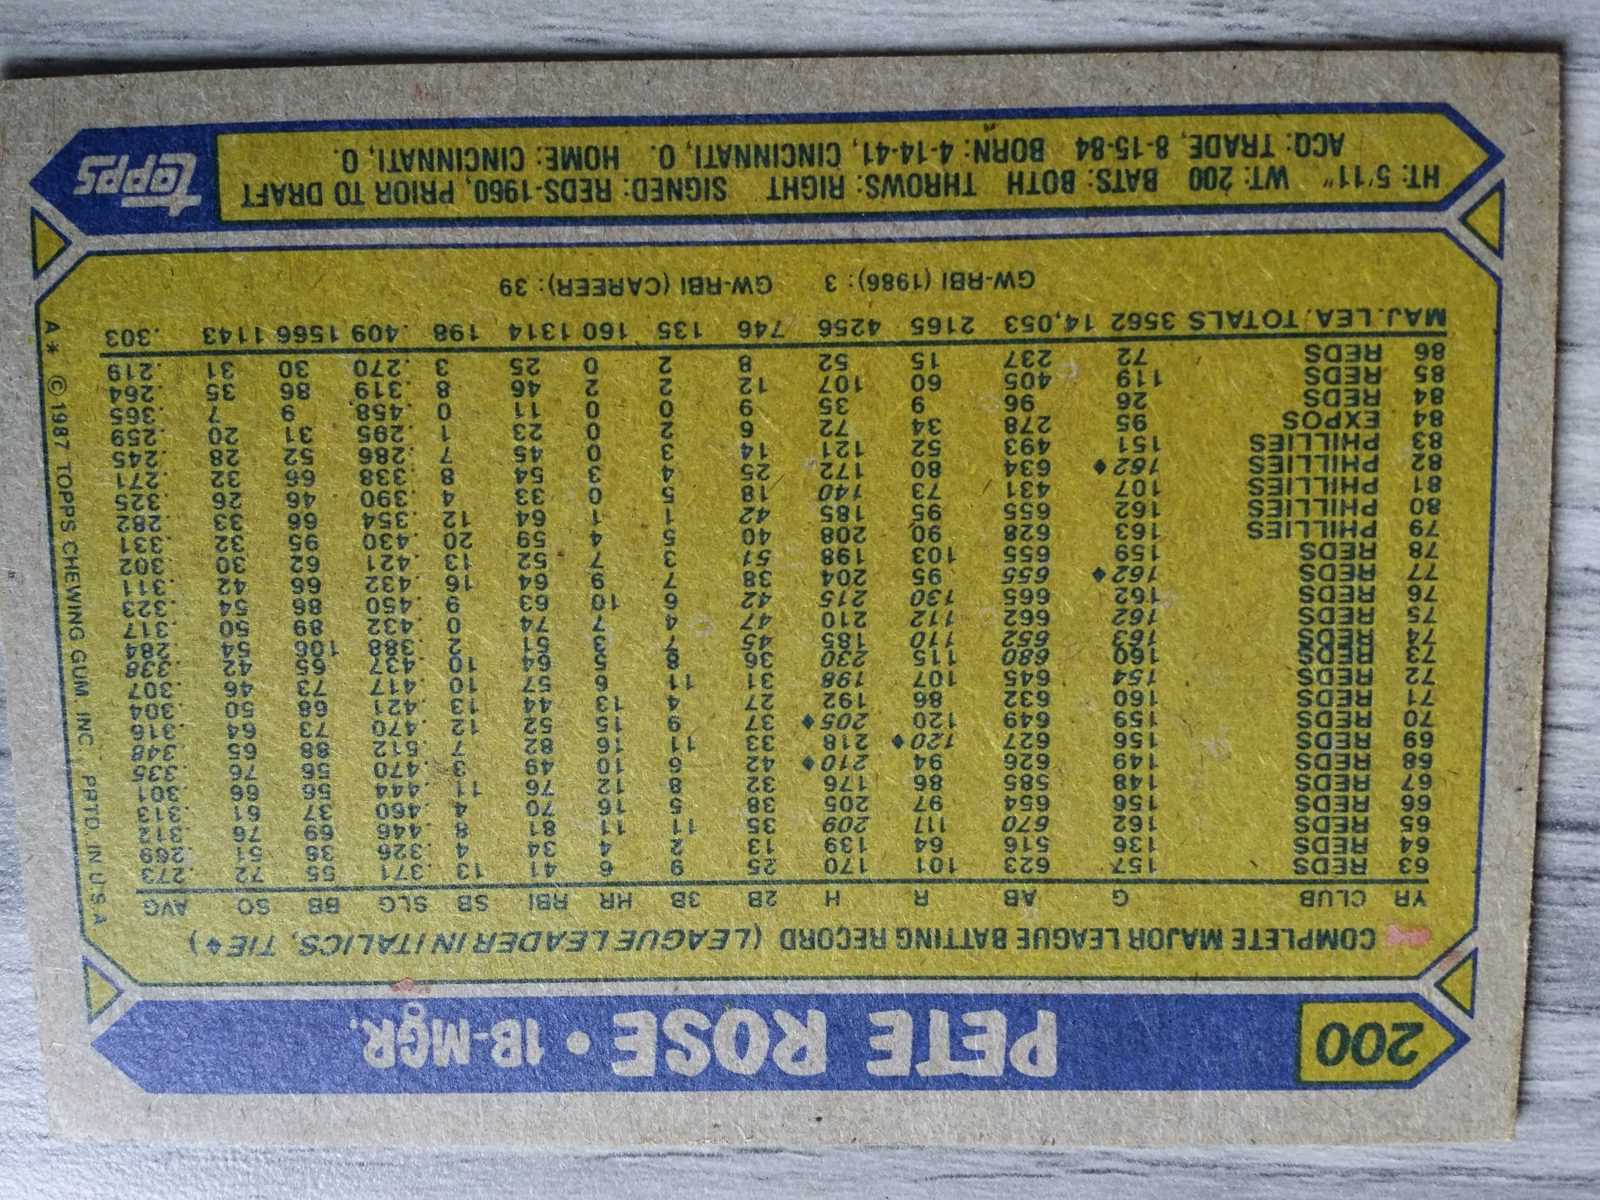 200 PETE ROSE • 1B-MGR.
COMPLETE MAJOR LEAGUE BATTING RECORD (LEAGUE LEADER IN ITALICS, TIE♦)
YR CLUB G AB R H 2B 3B HR RBI SB SLG BB SO AVG
63 REDS 157 623 101 170 25 9 6 41 13 .371 55 72 .273
64 REDS 136 516 64 139 13 2 4 34 4 .326 36 51 .269
65 REDS 162 670 117 209 35 11 11 81 8 .446 69 76 .312
66 REDS 156 654 97 205 38 5 16 70 4 .460 37 61 .313
67 REDS 148 585 86 176 32 8 12 76 11 .444 56 66 .301
68 REDS 149 626 94 210♦ 42 6 10 49 3 .470 56 76 .335
69 REDS 156 627 120♦ 218 33 11 16 82 7 .512 88 65 .348
70 REDS 159 649 120 205♦ 37 9 15 52 12 .470 73 64 .316
71 REDS 160 632 86 192 27 4 13 44 13 .421 68 50 .304
72 REDS 154 645 107 198 31 11 6 57 10 .417 73 46 .307
73 REDS 160 680 115 230 36 8 5 64 10 .437 65 42 .338
74 REDS 163 652 110 185 45 7 3 51 2 .388 106 54 .284
75 REDS 162 662 112 210 47 4 7 74 0 .432 89 50 .317
76 REDS 162 665 130 215 42 6 10 63 9 .450 86 54 .323
77 REDS 162♦ 655 95 204 38 7 9 64 16 .432 66 42 .311
78 REDS 159 655 103 198 51 3 7 52 13 .421 62 30 .302
79 PHILLIES 163 628 90 208 40 5 4 59 20 .430 95 32 .331
80 PHILLIES 162 655 95 185 42 1 1 64 12 .354 66 33 .282
81 PHILLIES 107 431 73 140 18 5 0 33 4 .390 46 26 .325
82 PHILLIES 162♦ 634 80 172 25 4 3 54 8 .338 66 32 .271
83 PHILLIES 151 493 52 121 14 3 0 45 7 .286 52 28 .245
84 EXPOS 95 278 34 72 6 2 0 23 1 .295 31 20 .259
84 REDS 26 96 9 35 9 0 0 11 0 .458 9 7 .365
85 REDS 119 405 60 107 12 2 2 46 8 .319 86 35 .264
86 REDS 72 237 15 52 8 2 0 25 3 .270 30 31 .219
MAJ. LEA. TOTALS 3562 14,053 2165 4256 746 135 160 1314 198 .409 1566 1143 .303
GW-RBI (1986): 3 GW-RBI (CAREER): 39
HT: 5'11" WT: 200 BATS: BOTH THROWS: RIGHT SIGNED: REDS-1960, PRIOR TO DRAFT
ACQ: TRADE, 8-15-84 BORN: 4-14-41, CINCINNATI, O. HOME: CINCINNATI, O.
topps
A* © 1987 TOPPS CHEWING GUM, INC., PRTD. IN U.S.A.